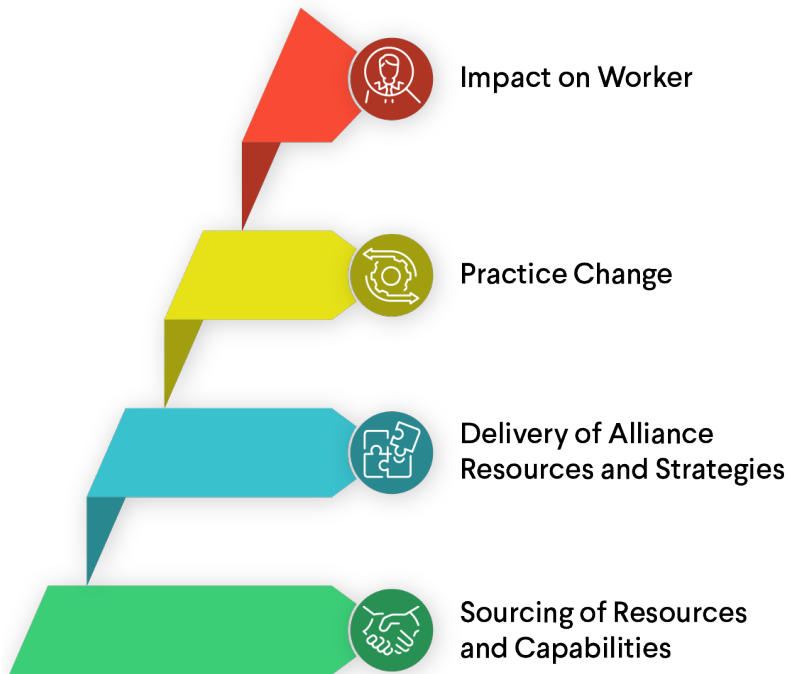 Impact on Worker
Practice Change
Delivery of Alliance
Resources and Strategies
Sourcing of Resources
and Capabilities